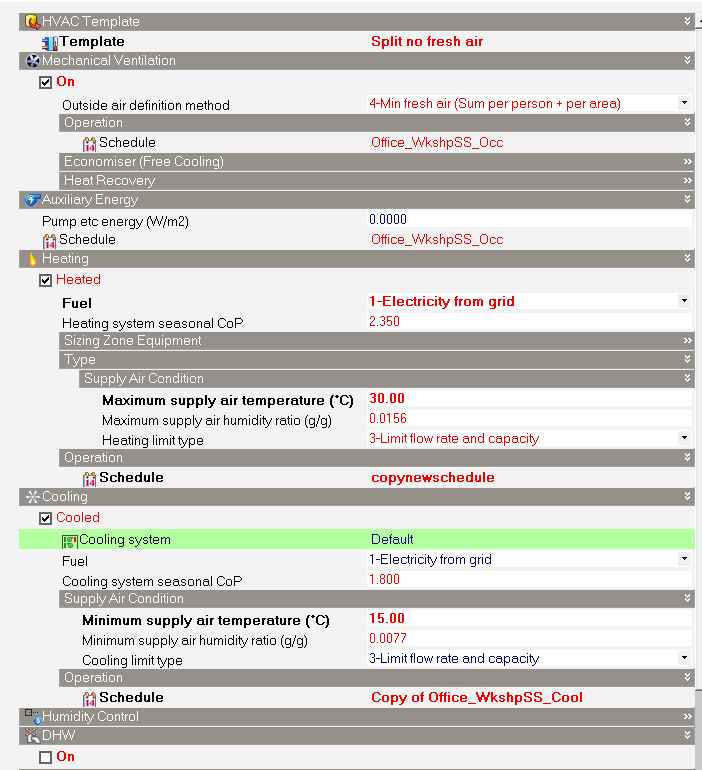 HVAC Template
Template Split no fresh air
Mechanical Ventilation
On
Outside air definition method 4-Min fresh air (Sum per person + per area)
Operation
Schedule Office_WkshpSS_Occ
Economiser (Free Cooling)
Heat Recovery
Auxiliary Energy
Pump etc energy (W/m2) 0.0000
Schedule Office_WkshpSS_Occ
Heating
Heated
Fuel 1-Electricity from grid
Heating system seasonal CoP 2.350
Sizing Zone Equipment
Type
Supply Air Condition
Maximum supply air temperature (°C) 30.00
Maximum supply air humidity ratio (g/g) 0.0156
Heating limit type 3-Limit flow rate and capacity
Operation
Schedule copynewschedule
Cooling
Cooled
Cooling system Default
Fuel 1-Electricity from grid
Cooling system seasonal CoP 1.800
Supply Air Condition
Minimum supply air temperature (°C) 15.00
Minimum supply air humidity ratio (g/g) 0.0077
Cooling limit type 3-Limit flow rate and capacity
Operation
Schedule Copy of Office_WkshpSS_Cool
Humidity Control
DHW
On